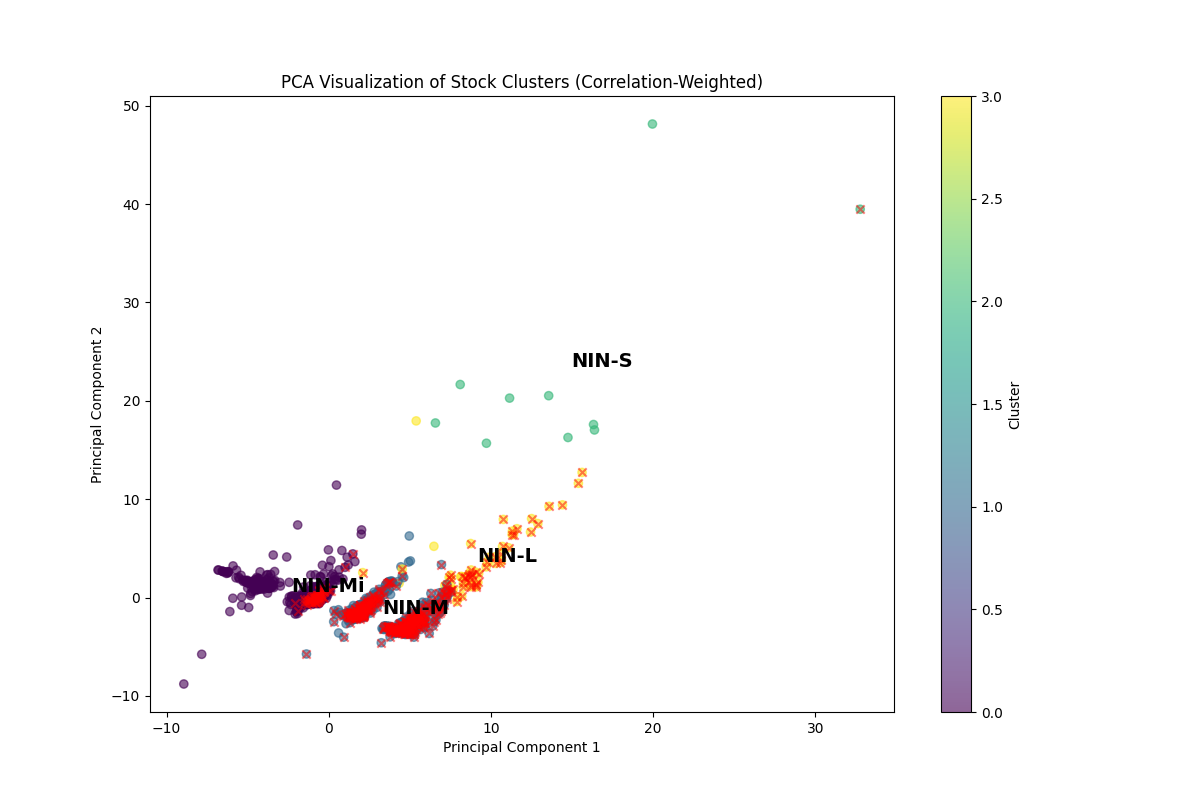 PCA Visualization of Stock Clusters (Correlation-Weighted)
50
40
30
20
10
0
−10
Principal Component 2
−10
0
10
20
30
Principal Component 1
NIN-S
NIN-L
NIN-Mi
NIN-M
3.0
2.5
2.0
1.5
1.0
0.5
0.0
Cluster